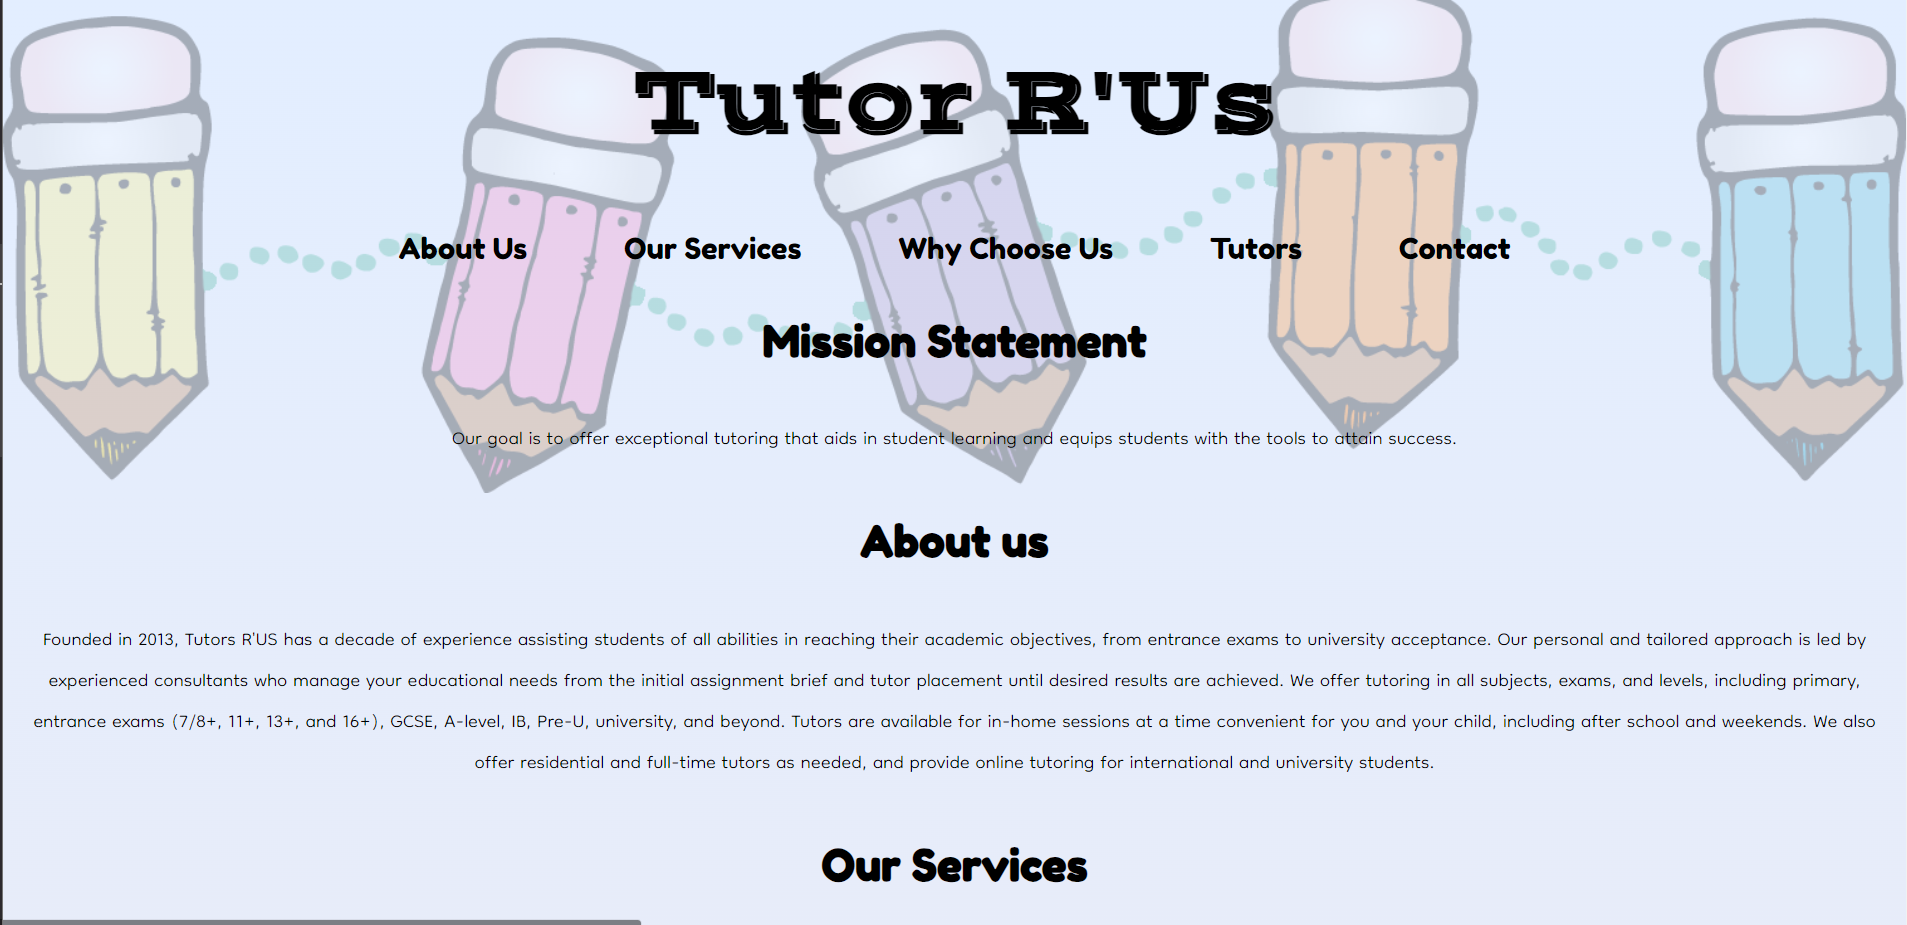 Tutor R'Us
About Us Our Services Why Choose Us Tutors Contact
Mission Statement
Our goal is to offer exceptional tutoring that aids in student learning and equips students with the tools to attain success.
About us
Founded in 2013, Tutors R'US has a decade of experience assisting students of all abilities in reaching their academic objectives, from entrance exams to university acceptance. Our personal and tailored approach is led by
experienced consultants who manage your educational needs from the initial assignment brief and tutor placement until desired results are achieved. We offer tutoring in all subjects, exams, and levels, including primary,
entrance exams (7/8+, 11+, 13+, and 16+), GCSE, A-level, IB, Pre-U, university, and beyond. Tutors are available for in-home sessions at a time convenient for you and your child, including after school and weekends. We also
offer residential and full-time tutors as needed, and provide online tutoring for international and university students.
Our Services